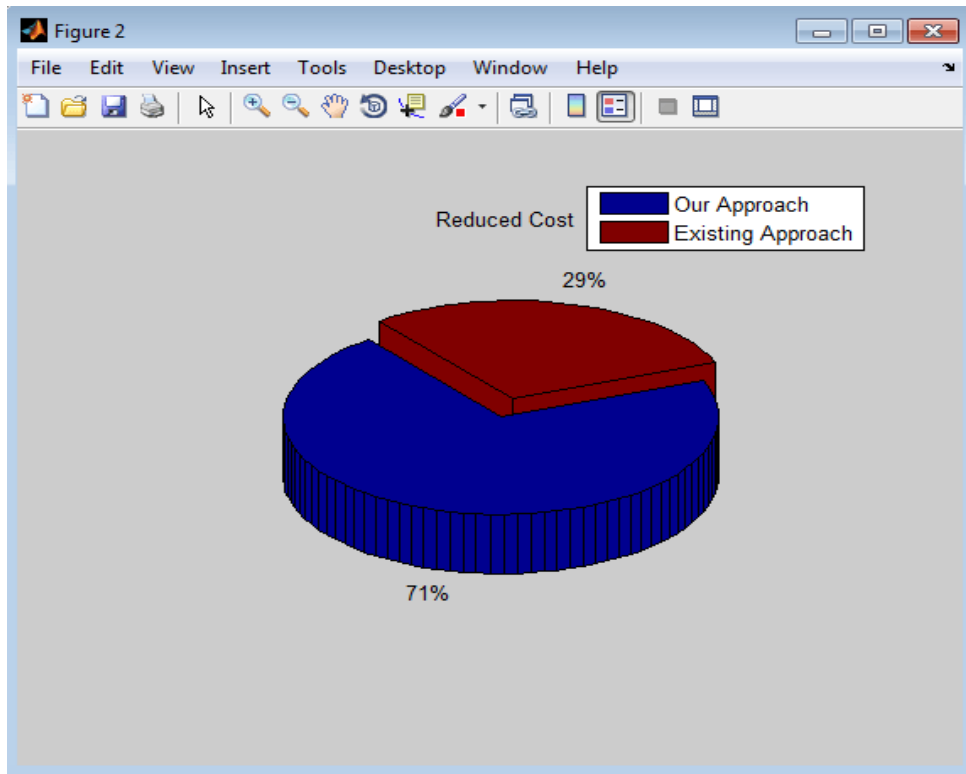 Figure 2
File Edit View Insert Tools Desktop Window Help
Reduced Cost
Our Approach
Existing Approach
29%
71%